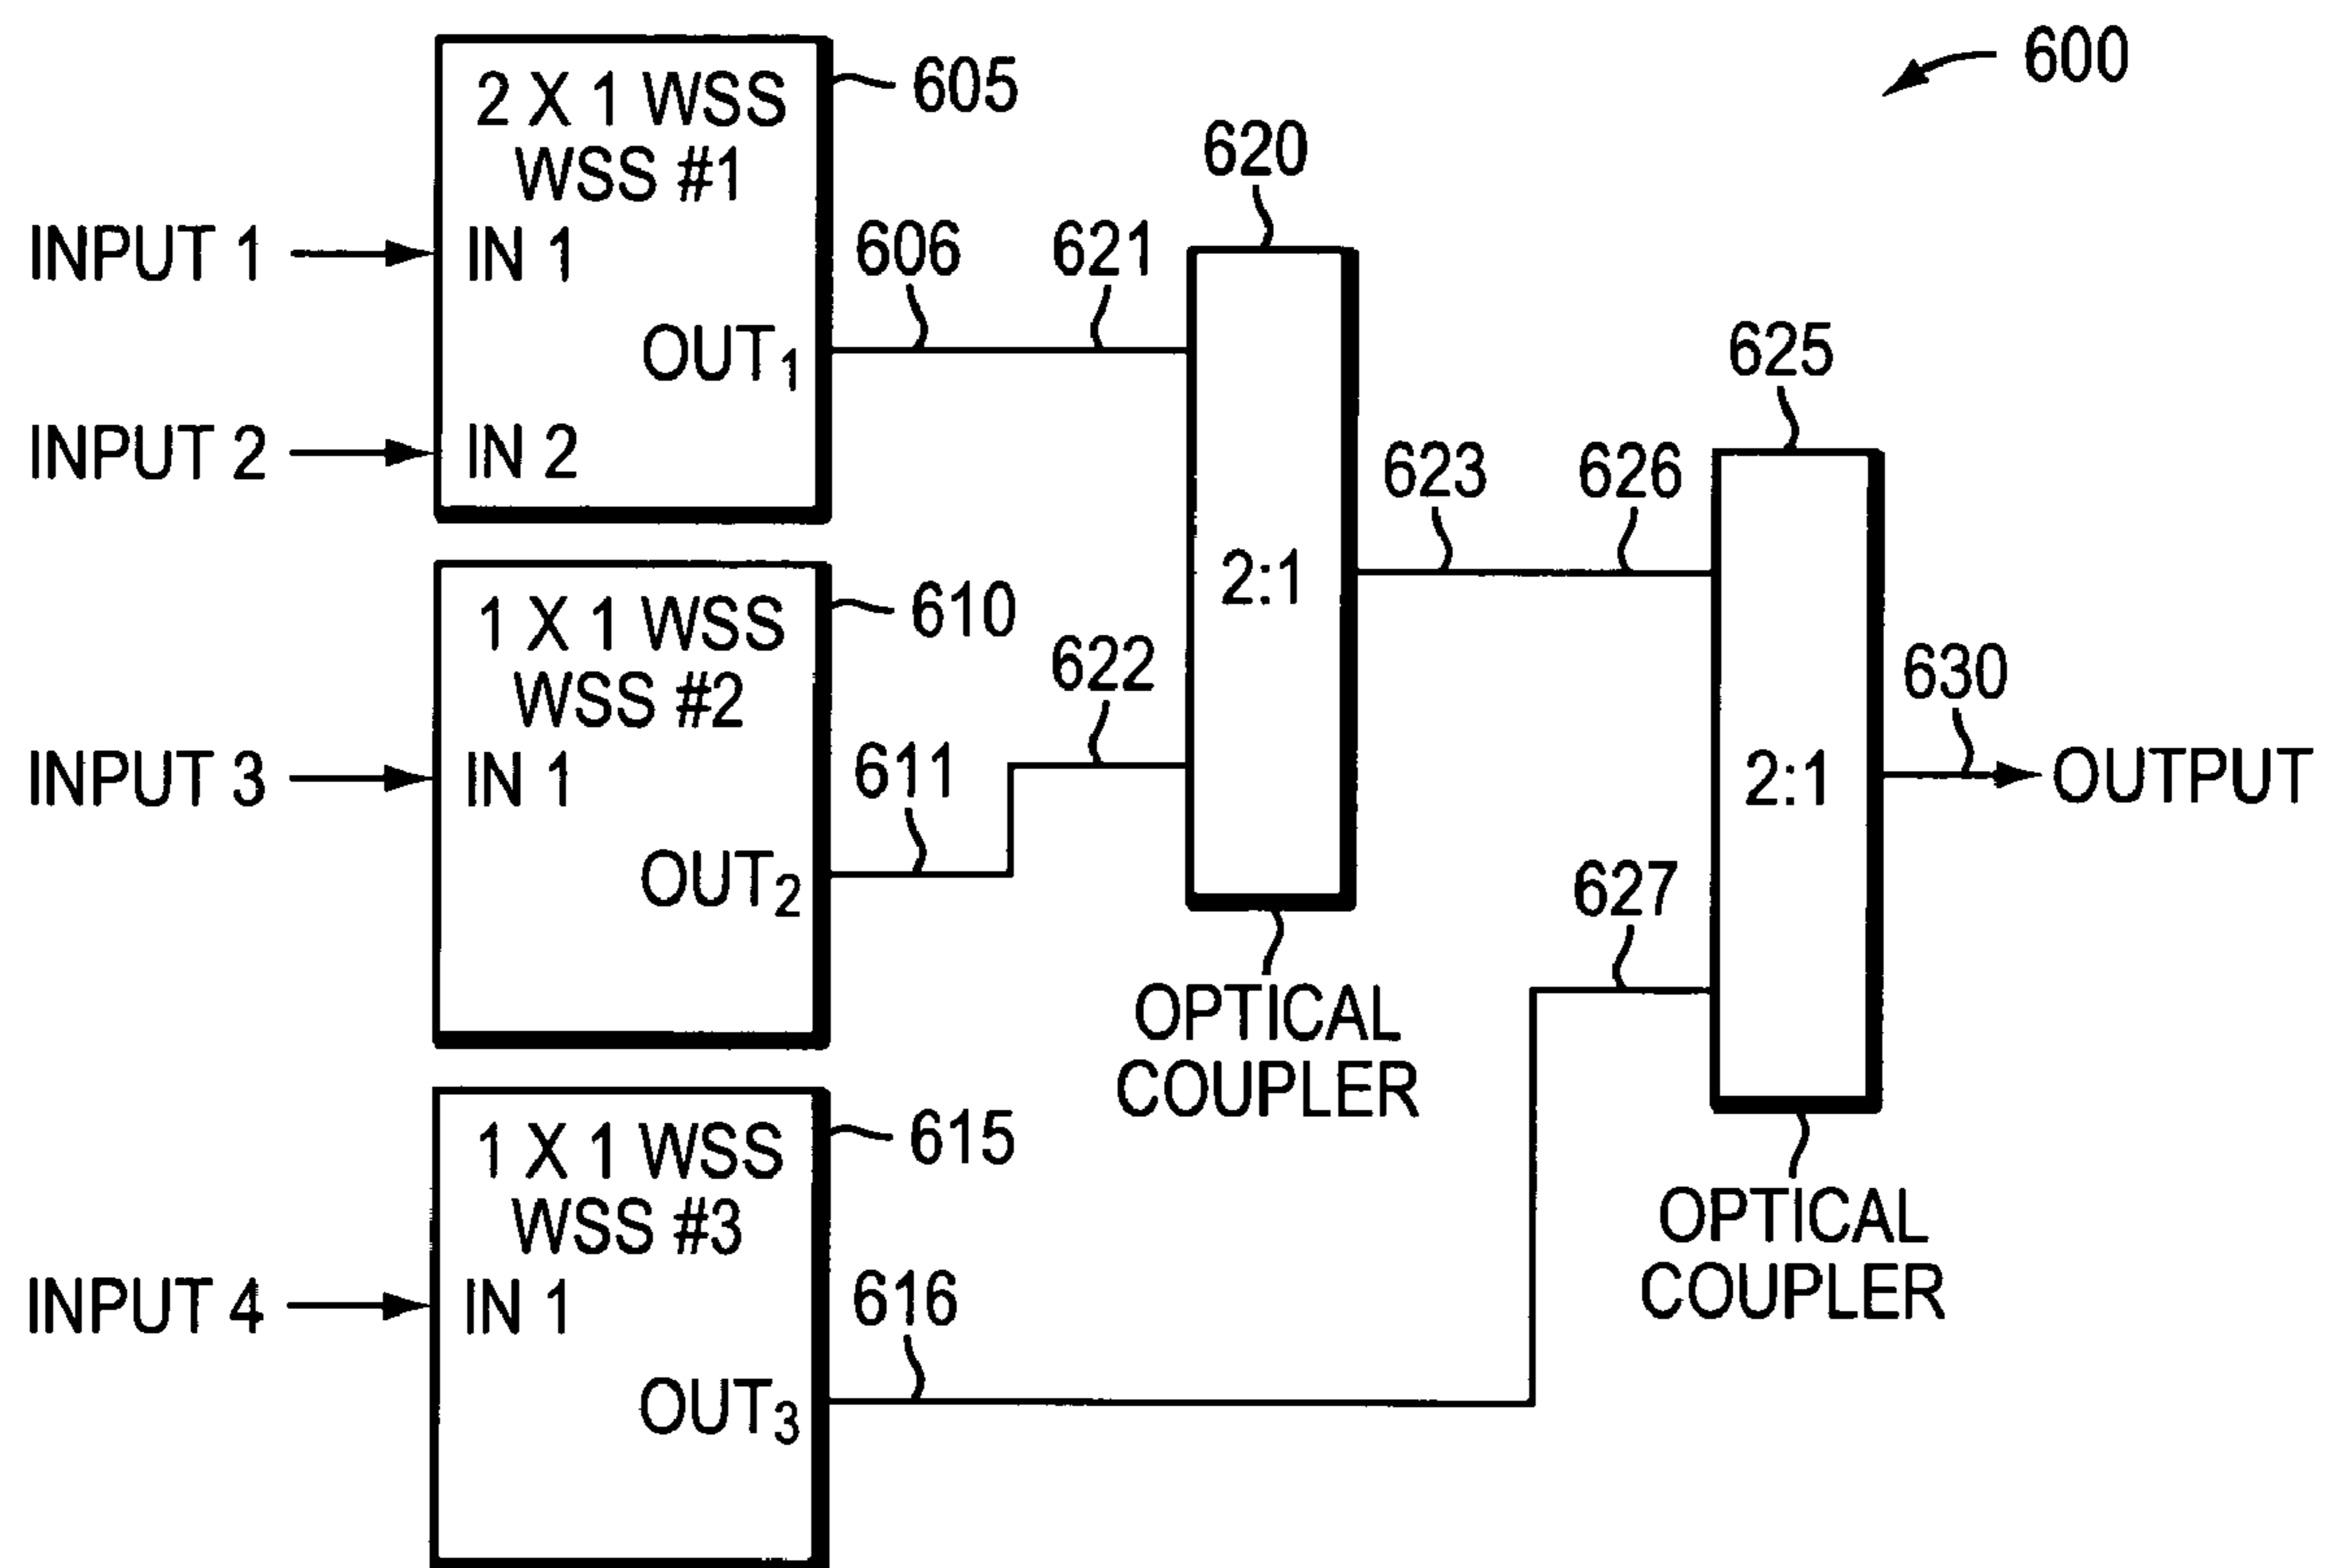 600
2 X 1 WSS
WSS #1
605
INPUT 1
IN 1
OUT1
INPUT 2
IN 2
606
621
620
2:1
OPTICAL
COUPLER
1 X 1 WSS
WSS #2
610
INPUT 3
IN 1
OUT2
611
622
623
626
625
2:1
OPTICAL
COUPLER
627
630
OUTPUT
1 X 1 WSS
WSS #3
615
INPUT 4
IN 1
OUT3
616